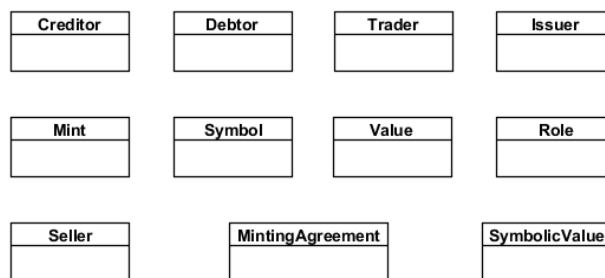 Creditor Debtor Trader Issuer
Mint Symbol Value Role
Seller MintingAgreement SymbolicValue